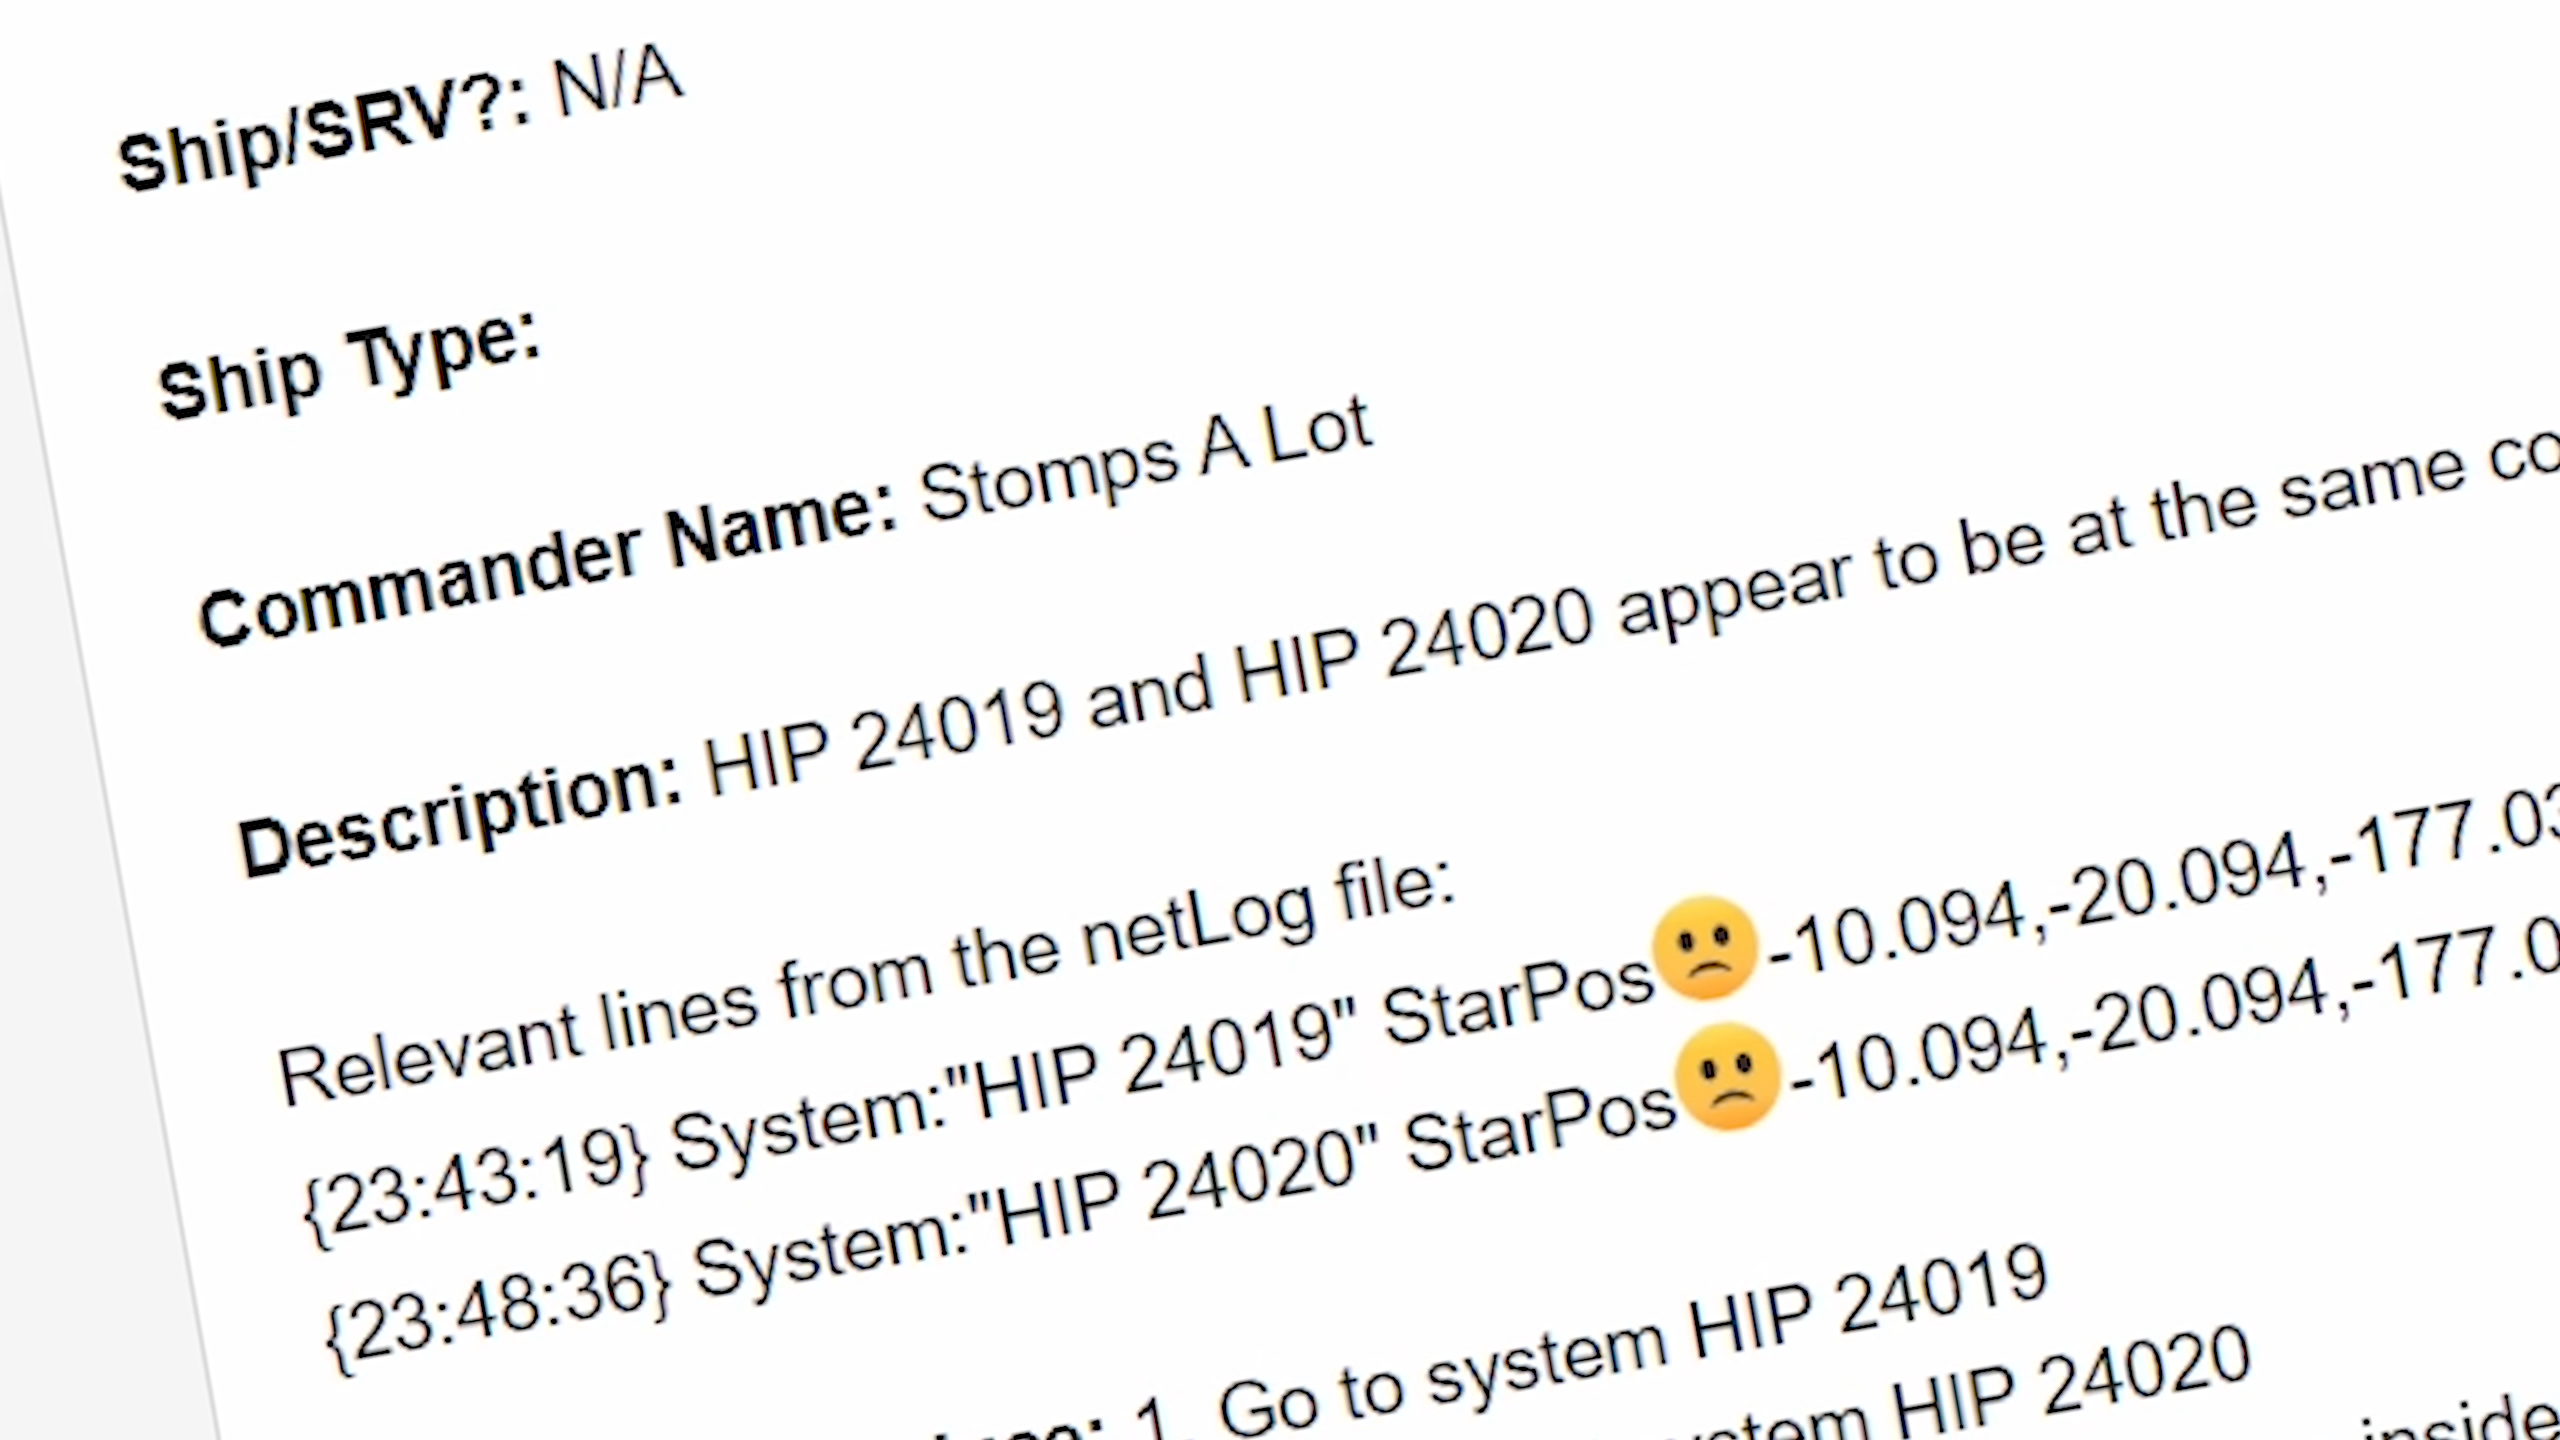 Ship/SRV?: N/A
Ship Type:
Commander Name: Stomps A Lot
Description: HIP 24019 and HIP 24020 appear to be at the same
Relevant lines from the netLog file:
{23:43:19} System:"HIP 24019" StarPos🙁-10.094,-20.094,-177.03
{23:48:36} System:"HIP 24020" StarPos🙁-10.094,-20.094,-177.0
1. Go to system HIP 24019
HIP 24020
inside